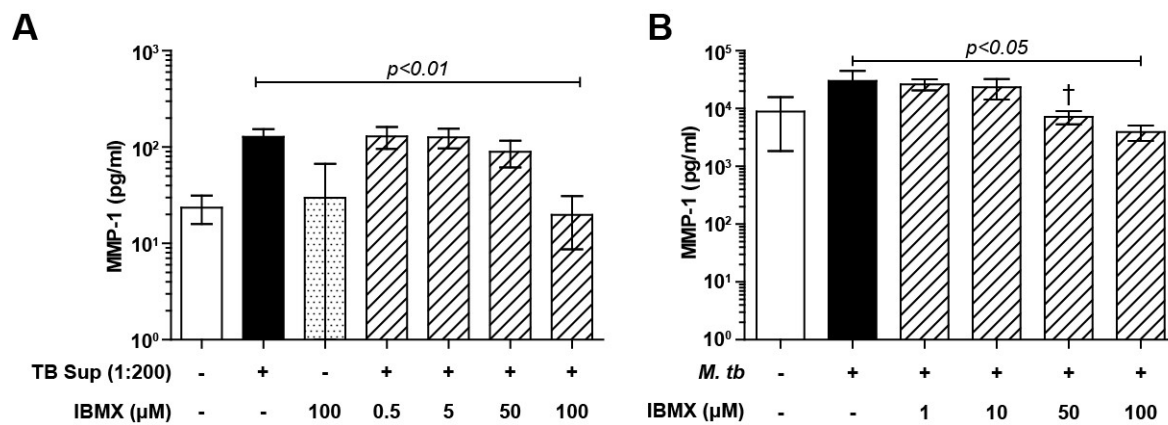 A
MMP-1 (pg/ml)
10³
10²
10¹
10⁰
p<0.01
TB Sup (1:200) - + - + + + +
IBMX (µM) - - 100 0.5 5 50 100
B
MMP-1 (pg/ml)
10⁵
10⁴
10³
10²
10¹
10⁰
p<0.05
†
M. tb - + + + + +
IBMX (µM) - - 1 10 50 100